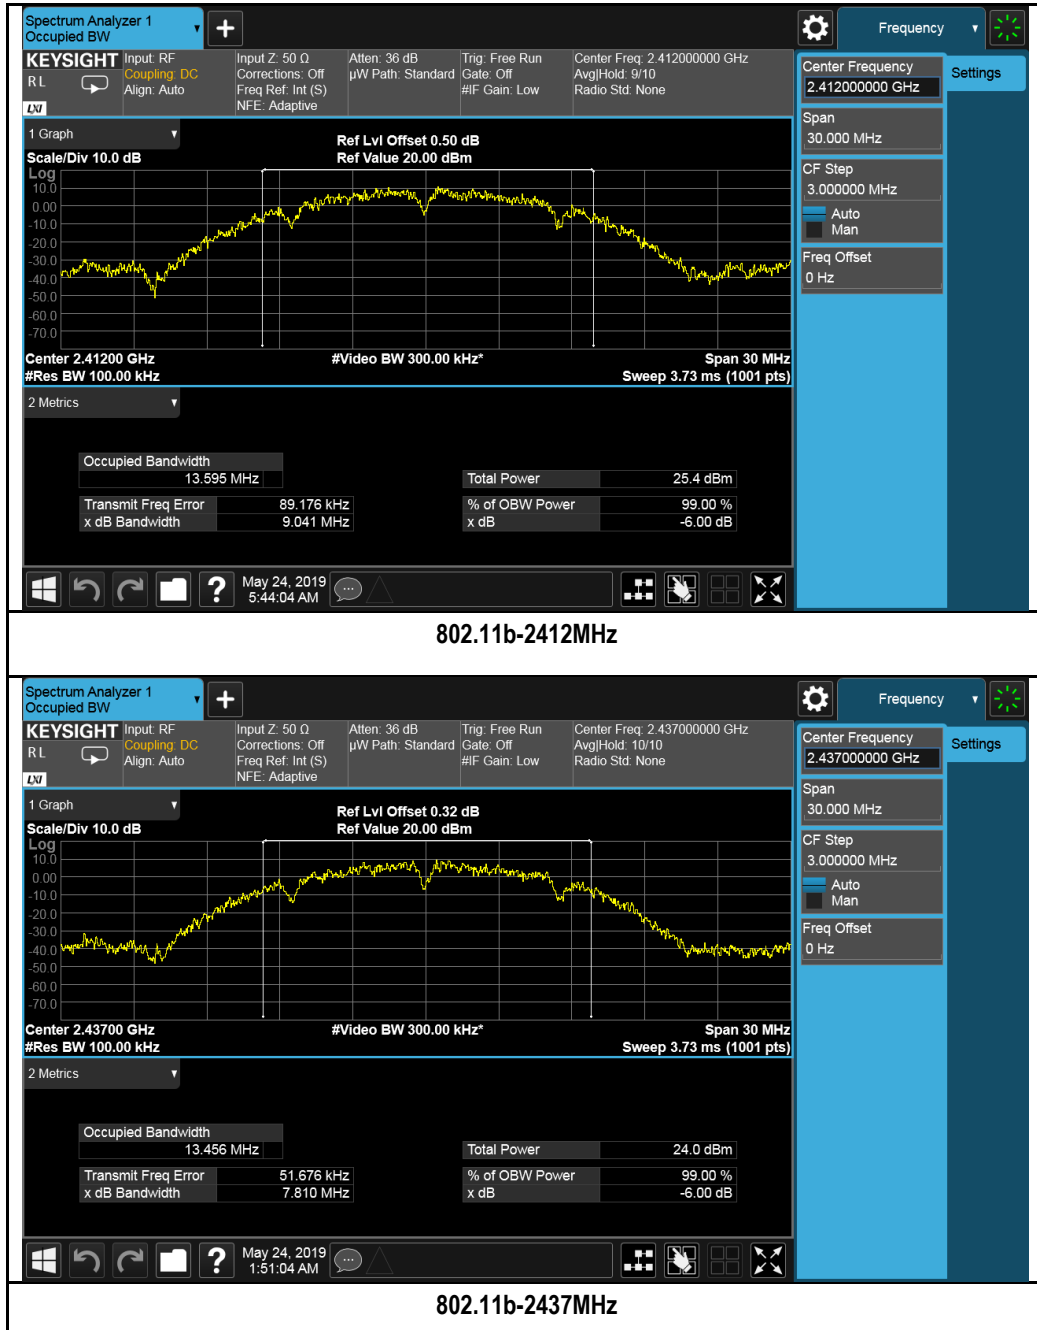 Spectrum Analyzer 1
Occupied BW
Frequency
KEYSIGHT
R L
LXI
Input: RF
Coupling: DC
Align: Auto
Input Z: 50 Ω
Corrections: Off
Freq Ref: Int (S)
NFE: Adaptive
Atten: 36 dB
µW Path: Standard
Trig: Free Run
Gate: Off
#IF Gain: Low
Center Freq: 2.412000000 GHz
Avg|Hold: 9/10
Radio Std: None
Center Frequency
2.412000000 GHz
Settings
Span
30.000 MHz
CF Step
3.000000 MHz
Auto
Man
Freq Offset
0 Hz
1 Graph
Scale/Div 10.0 dB
Ref Lvl Offset 0.50 dB
Ref Value 20.00 dBm
Log
10.0
0.00
-10.0
-20.0
-30.0
-40.0
-50.0
-60.0
-70.0
Center 2.41200 GHz
#Video BW 300.00 kHz*
Span 30 MHz
#Res BW 100.00 kHz
Sweep 3.73 ms (1001 pts)
2 Metrics
Occupied Bandwidth
13.595 MHz
Total Power 25.4 dBm
Transmit Freq Error 89.176 kHz
% of OBW Power 99.00 %
x dB Bandwidth 9.041 MHz
x dB -6.00 dB
?
May 24, 2019
5:44:04 AM
802.11b-2412MHz
Spectrum Analyzer 1
Occupied BW
Frequency
KEYSIGHT
R L
LXI
Input: RF
Coupling: DC
Align: Auto
Input Z: 50 Ω
Corrections: Off
Freq Ref: Int (S)
NFE: Adaptive
Atten: 36 dB
µW Path: Standard
Trig: Free Run
Gate: Off
#IF Gain: Low
Center Freq: 2.437000000 GHz
Avg|Hold: 10/10
Radio Std: None
Center Frequency
2.437000000 GHz
Settings
Span
30.000 MHz
CF Step
3.000000 MHz
Auto
Man
Freq Offset
0 Hz
1 Graph
Scale/Div 10.0 dB
Ref Lvl Offset 0.32 dB
Ref Value 20.00 dBm
Log
10.0
0.00
-10.0
-20.0
-30.0
-40.0
-50.0
-60.0
-70.0
Center 2.43700 GHz
#Video BW 300.00 kHz*
Span 30 MHz
#Res BW 100.00 kHz
Sweep 3.73 ms (1001 pts)
2 Metrics
Occupied Bandwidth
13.456 MHz
Total Power 24.0 dBm
Transmit Freq Error 51.676 kHz
% of OBW Power 99.00 %
x dB Bandwidth 7.810 MHz
x dB -6.00 dB
?
May 24, 2019
1:51:04 AM
802.11b-2437MHz